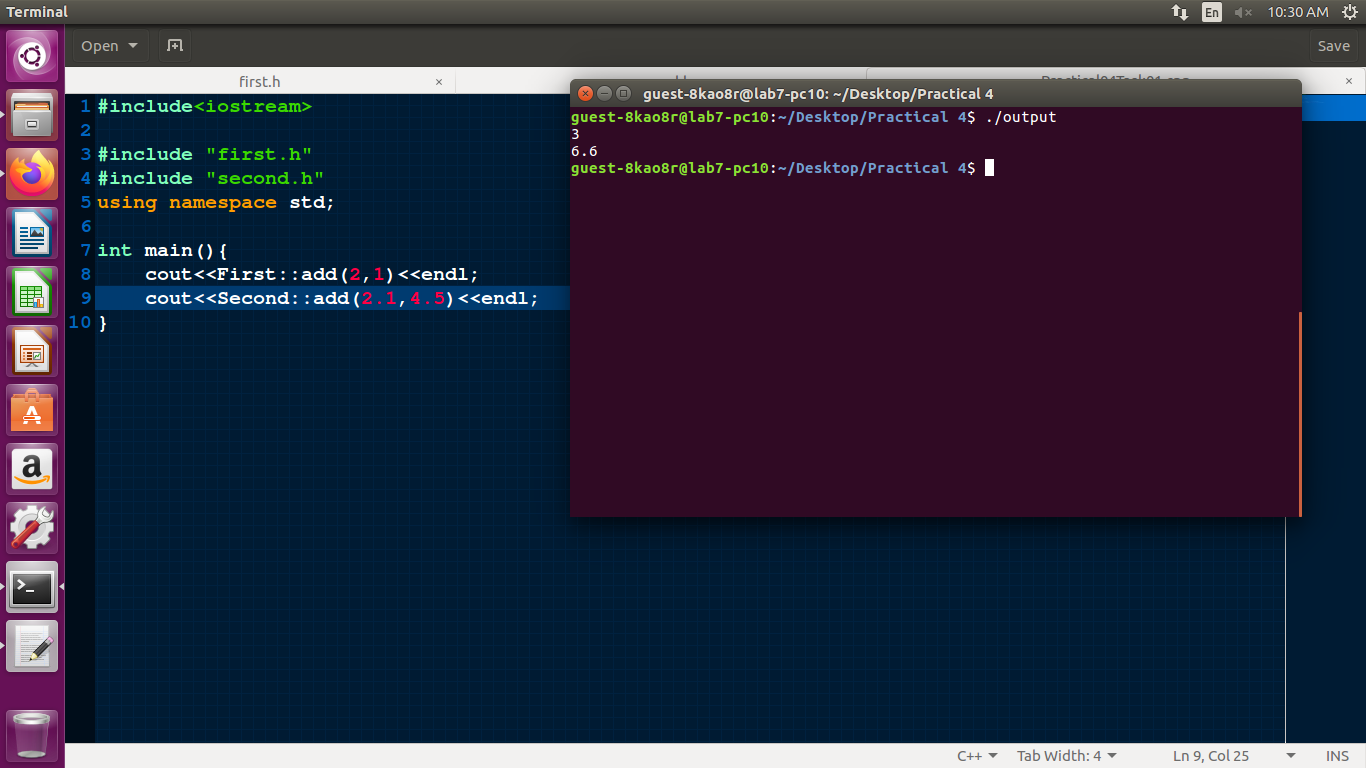 Terminal
En
10:30 AM
Open
Save
first.h
1 #include<iostream>
2
3 #include "first.h"
4 #include "second.h"
5 using namespace std;
6
7 int main(){
8 cout<<First::add(2,1)<<endl;
9 cout<<Second::add(2.1,4.5)<<endl;
10 }
guest-8kao8r@lab7-pc10: ~/Desktop/Practical 4
guest-8kao8r@lab7-pc10:~/Desktop/Practical 4$ ./output
3
6.6
guest-8kao8r@lab7-pc10:~/Desktop/Practical 4$
C++
Tab Width: 4
Ln 9, Col 25
INS